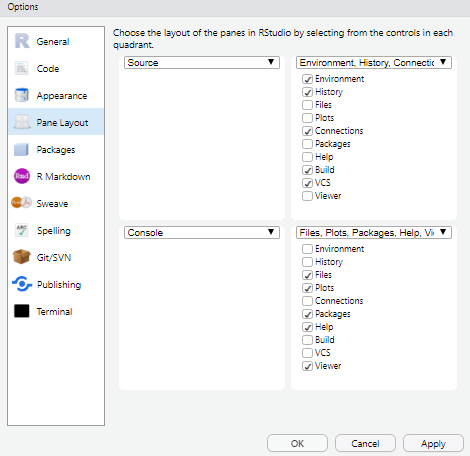 Options
General
Code
Appearance
Pane Layout
Packages
R Markdown
Sweave
Spelling
Git/SVN
Publishing
Terminal
Choose the layout of the panes in RStudio by selecting from the controls in each
quadrant.
Source
Environment, History, Connectic
Environment
History
Files
Plots
Connections
Packages
Help
Build
VCS
Viewer
Console
Files, Plots, Packages, Help, Vi
Environment
History
Files
Plots
Connections
Packages
Help
Build
VCS
Viewer
OK
Cancel
Apply